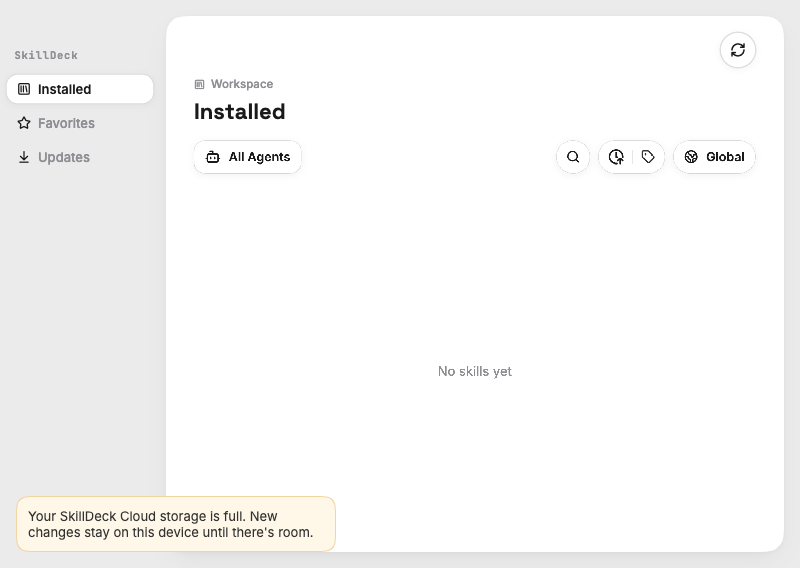 SkillDeck
Installed
Favorites
Updates
Workspace
Installed
All Agents
Global
No skills yet
Your SkillDeck Cloud storage is full. New
changes stay on this device until there's room.